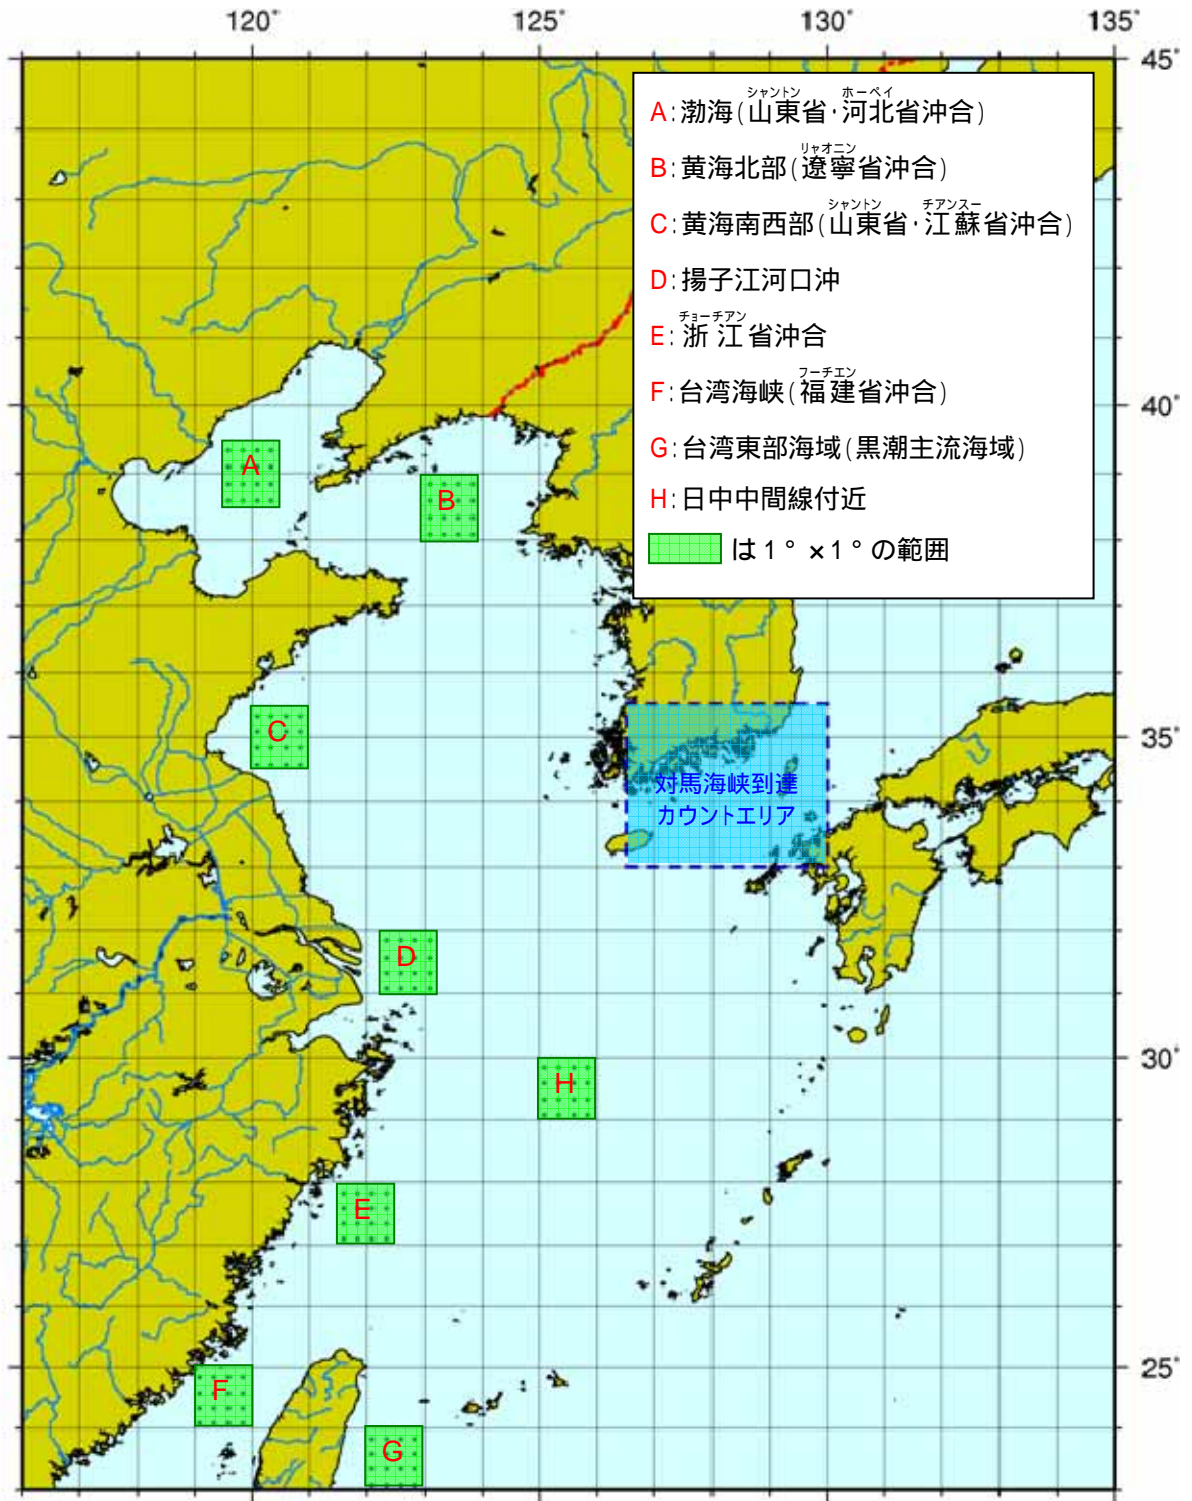 120° 125° 130° 135°
45°
シャントン ホーペイ
A:渤海(山東省・河北省沖合)
リャオニン
B:黄海北部(遼寧省沖合)
シャントン チアンスー
C:黄海南西部(山東省・江蘇省沖合)
D:揚子江河口沖
チョーチアン
E:浙江省沖合
フーチエン
F:台湾海峡(福建省沖合)
G:台湾東部海域(黒潮主流海域)
H:日中中間線付近
は1°×1°の範囲
40°
A
B
C
35°
対馬海峡到達
カウントエリア
D
30°
H
E
25°
F
G